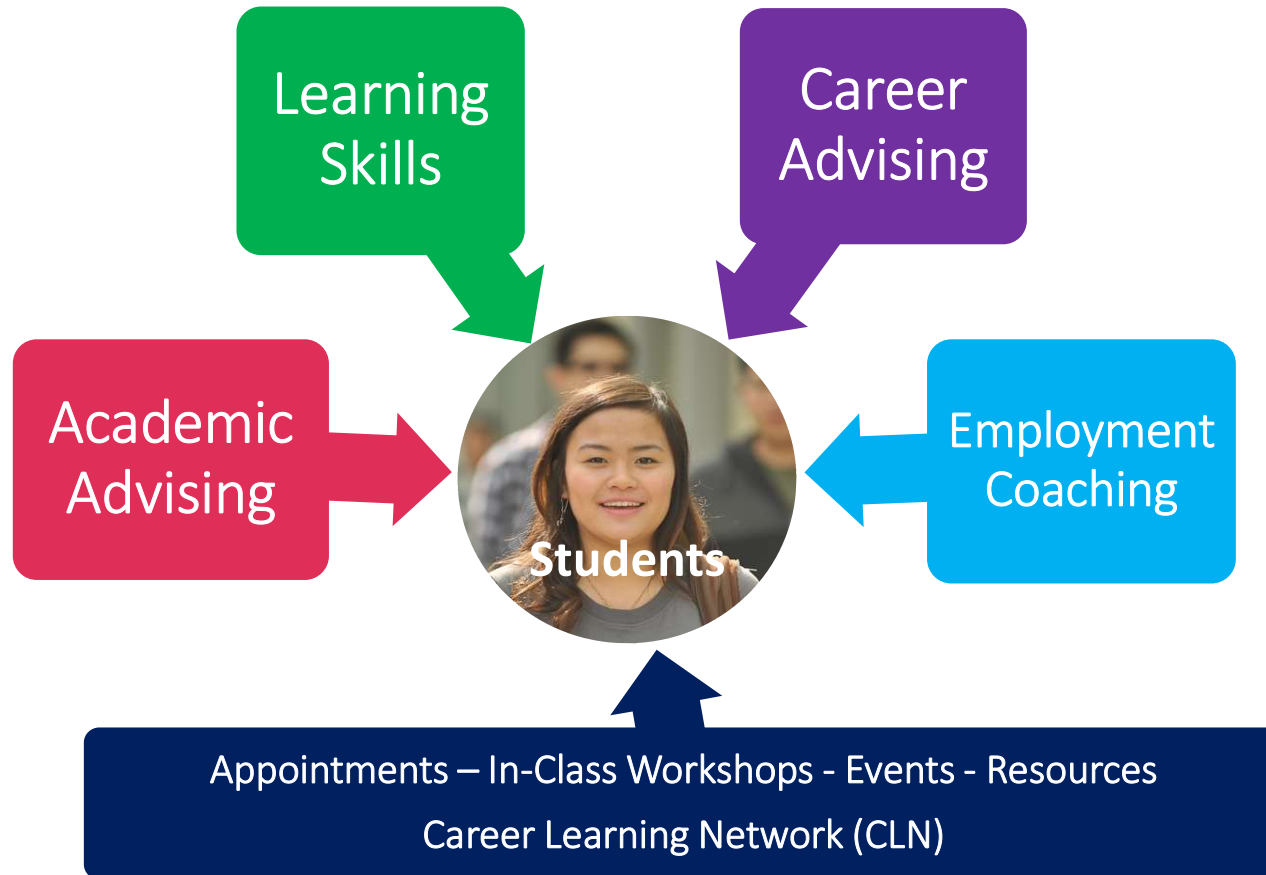 Learning
Skills
Career
Advising
Academic
Advising
Employment
Coaching
Students
Appointments – In-Class Workshops - Events - Resources
Career Learning Network (CLN)